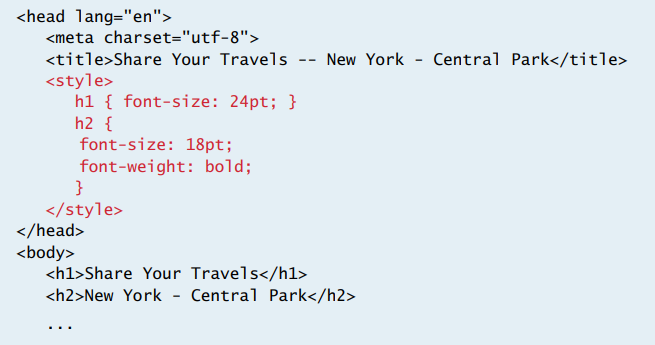 <head lang="en">
<meta charset="utf-8">
<title>Share Your Travels -- New York - Central Park</title>
<style>
h1 { font-size: 24pt; }
h2 {
font-size: 18pt;
font-weight: bold;
}
</style>
</head>
<body>
<h1>Share Your Travels</h1>
<h2>New York - Central Park</h2>
...